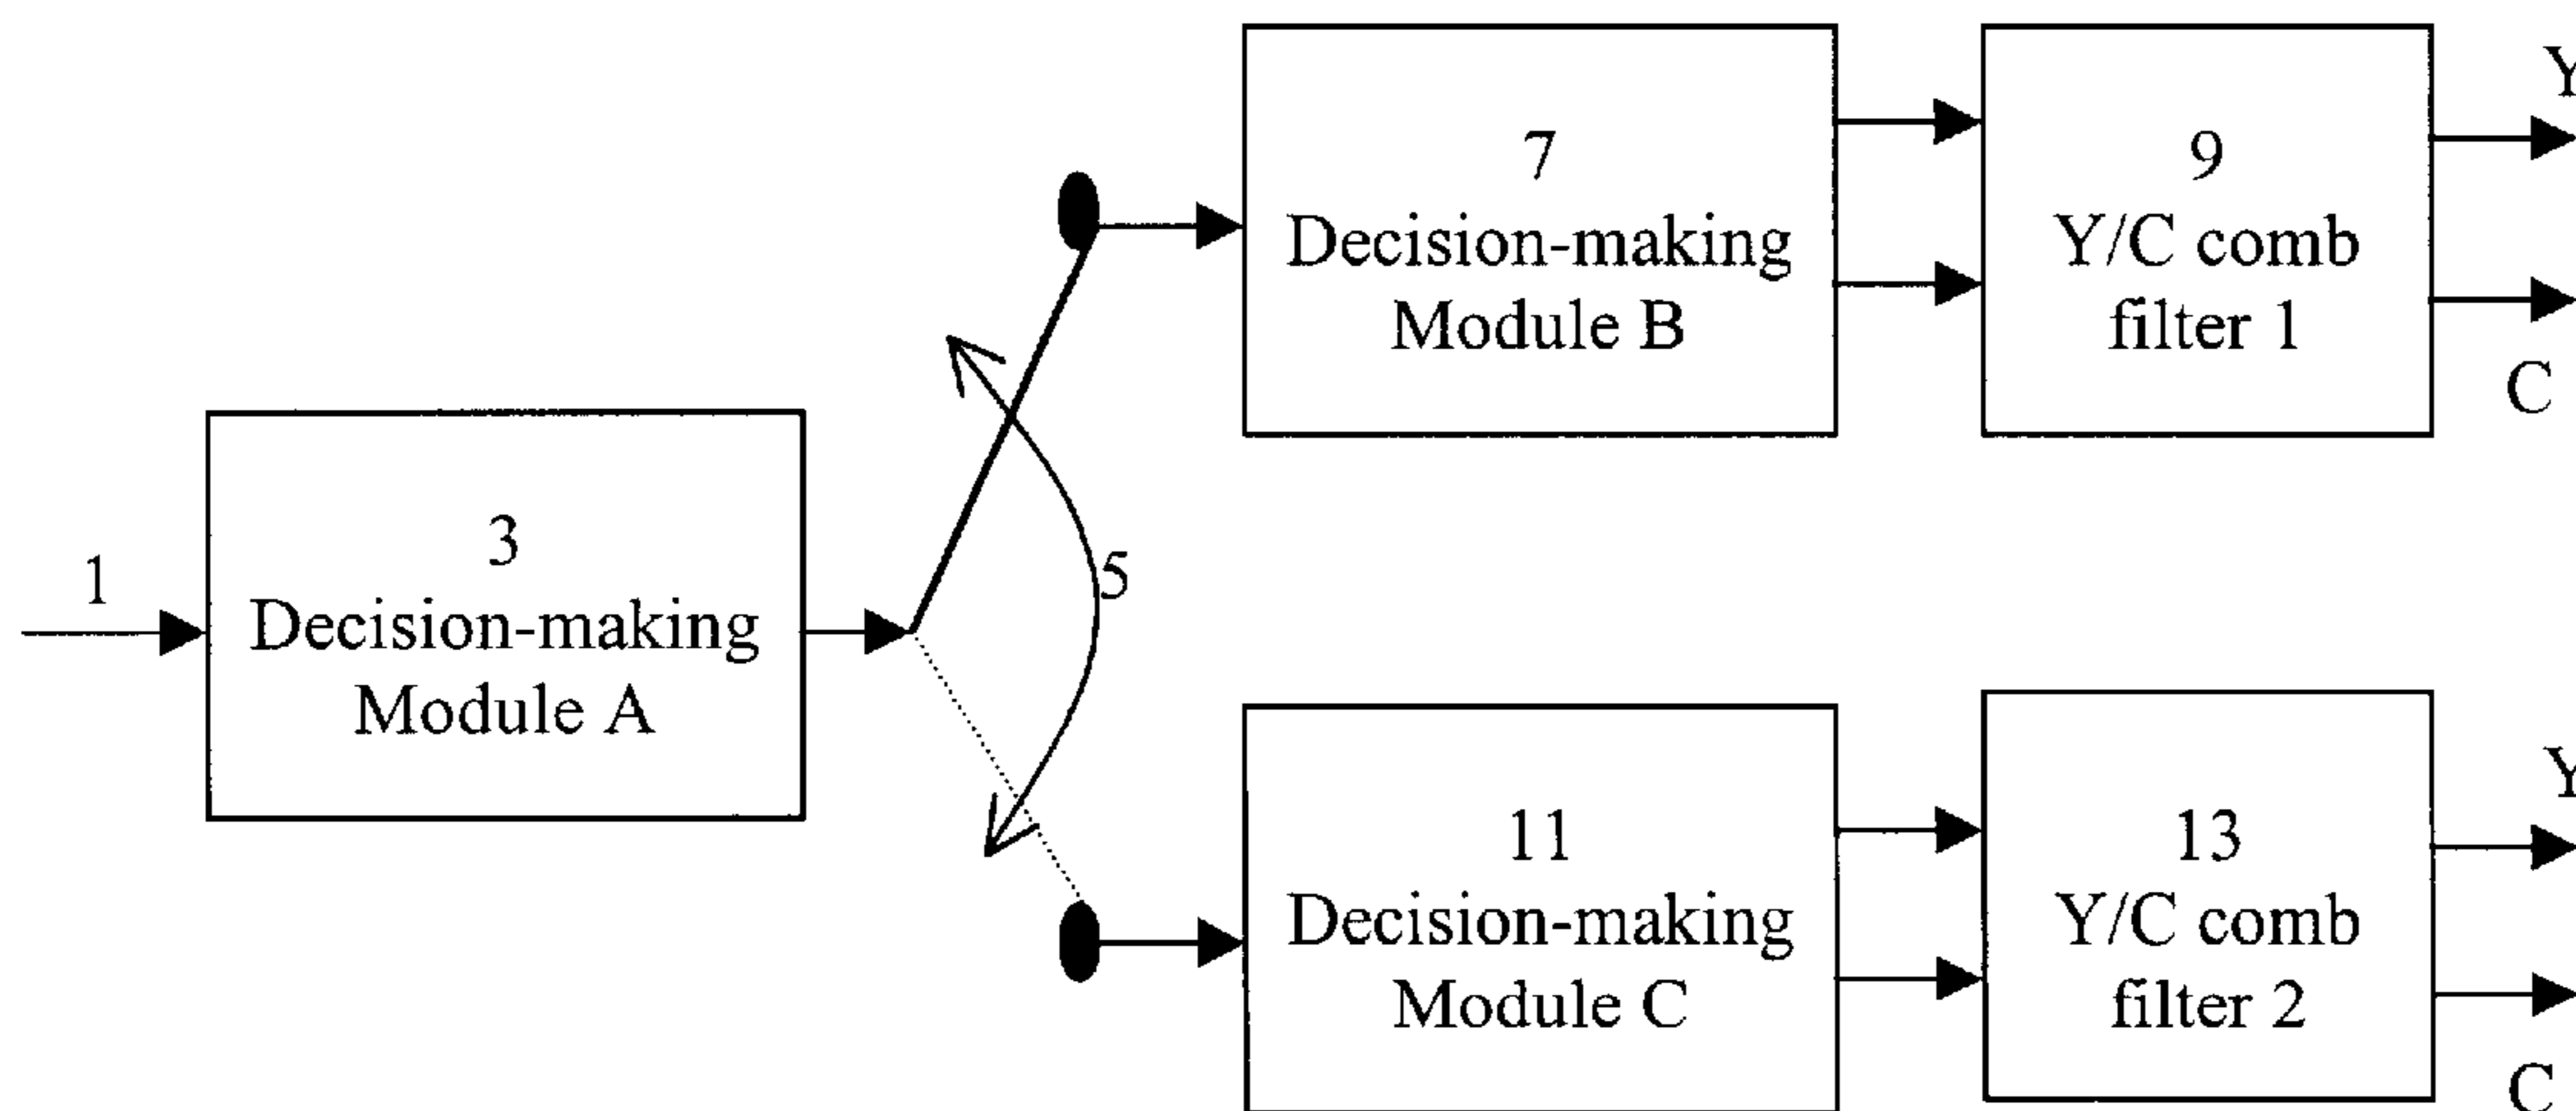 1
3
Decision-making
Module A
5
7
Decision-making
Module B
9
Y/C comb
filter 1
Y
C
11
Decision-making
Module C
13
Y/C comb
filter 2
Y
C